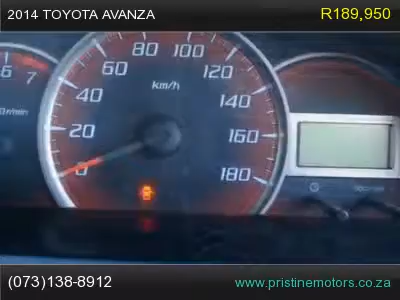 2014 TOYOTA AVANZA
R189,950
6
7
r/min
0
20
40
60
80
100
120
140
160
180
km/h
(073)138-8912
www.pristinemotors.co.za